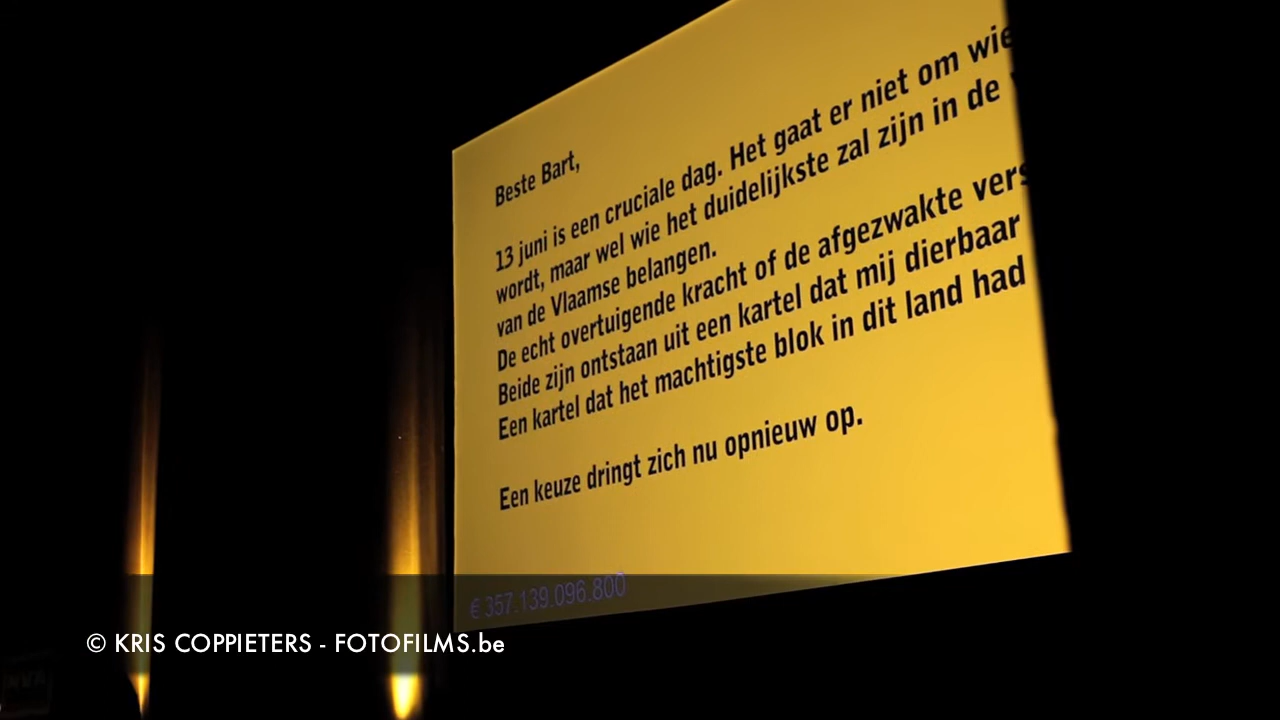 Beste Bart,
13 juni is een cruciale dag. Het gaat er niet om wie
wordt, maar wel wie het duidelijkste zal zijn in de
van de Vlaamse belangen.
De echt overtuigende kracht of de afgezwakte vers
Beide zijn ontstaan uit een kartel dat mij dierbaar
Een kartel dat het machtigste blok in dit land had
Een keuze dringt zich nu opnieuw op.
€ 357.139.096.800
© KRIS COPPIETERS - FOTOFILMS.be